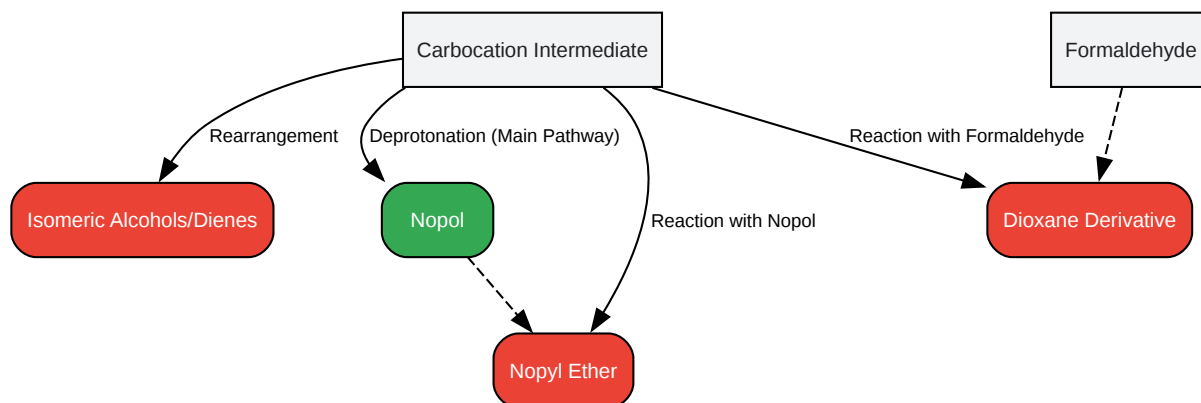 Carbocation Intermediate
Formaldehyde
Rearrangement
Deprotonation (Main Pathway)
Reaction with Formaldehyde
Isomeric Alcohols/Dienes
Nopol
Reaction with Nopol
Dioxane Derivative
Nopyl Ether